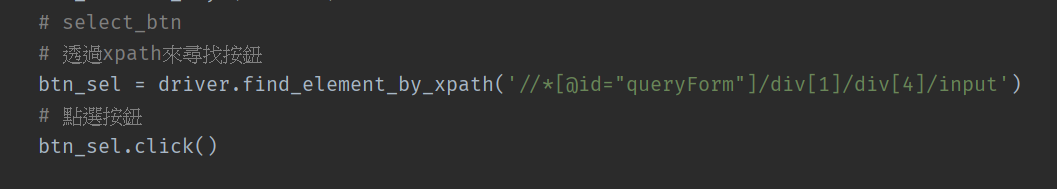 # select_btn
# 透過xpath來尋找按鈕
btn_sel = driver.find_element_by_xpath('//*[@id="queryForm"]/div[1]/div[4]/input')
# 點選按鈕
btn_sel.click()